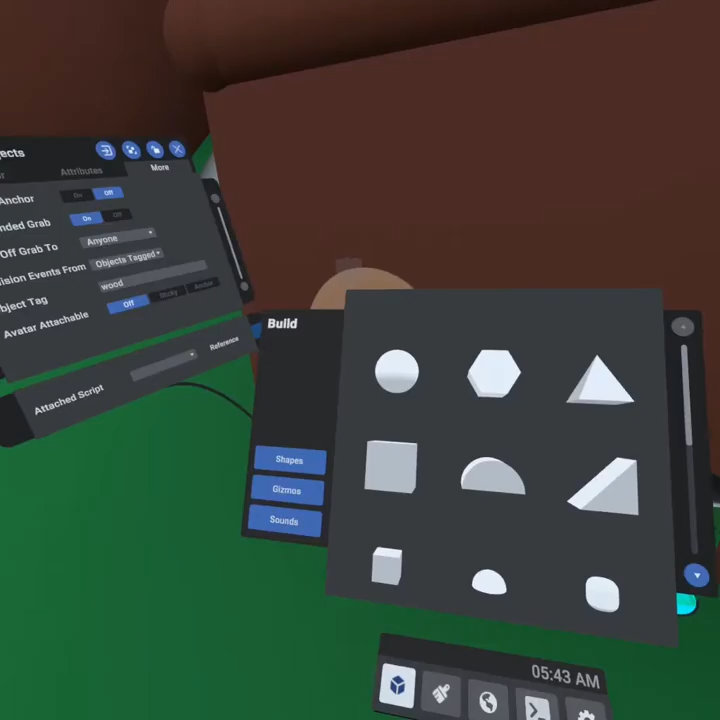 ects
Attributes
More
Anchor
On
Off
nded Grab
On
Off
Off Grab To
Anyone
ision Events From
Objects Tagged
bject Tag
wood
Avatar Attachable
Off
Sticky
Anchor
Attached Script
Reference
Build
Shapes
Gizmos
Sounds
05:43 AM